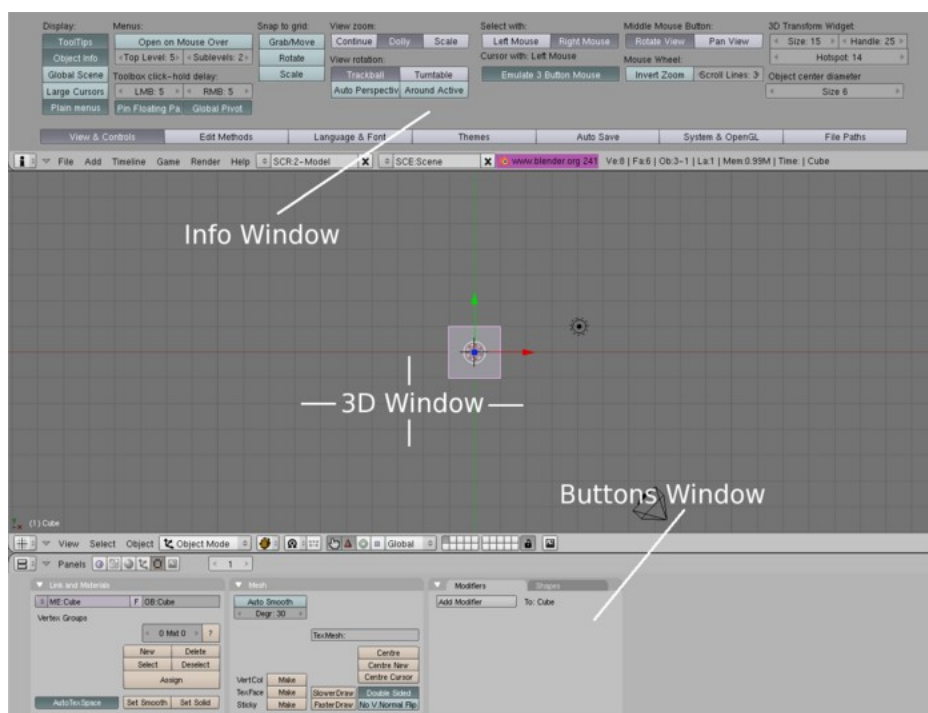 Display: Menus: Snap to grid: View zoom: Select with: Middle Mouse Button: 3D Transform Widget:
ToolTips Open on Mouse Over Grab/Move Continue Dolly Scale Left Mouse Right Mouse Rotate View Pan View Size: 15 Handle: 25
Object Info Top Level: 5 Sublevels: 2 Rotate View rotation: Cursor with: Left Mouse Mouse Wheel: Hotspot: 14
Global Scene Toolbox click-hold delay: Scale Trackball Turntable Emulate 3 Button Mouse Invert Zoom Scroll Lines: 3 Object center diameter
Large Cursors LMB: 5 RMB: 5 Auto Perspectiv Around Active Size 6
Plain menus Pin Floating Pa Global Pivot
View & Controls Edit Methods Language & Font Themes Auto Save System & OpenGL File Paths
File Add Timeline Game Render Help SCR:2-Model X SCE:Scene X www.blender.org 241 Ve:8 | Fa:6 | Ob:3-1 | La:1 | Mem:0.99M | Time: | Cube
Info Window
3D Window
Buttons Window
(1) Cube
View Select Object Object Mode Global
Panels 1
Link and Materials Mesh Modifiers Shapes
ME:Cube F OB:Cube Auto Smooth Add Modifier To: Cube
Vertex Groups Degr: 30
0 Mat 0 ? TexMesh:
New Delete Centre
Select Deselect Centre New
Assign VertCol Make Centre Cursor
TexFace Make SlowerDraw Double Sided
AutoTexSpace Set Smooth Set Solid Sticky Make FasterDraw No V.Normal Flip